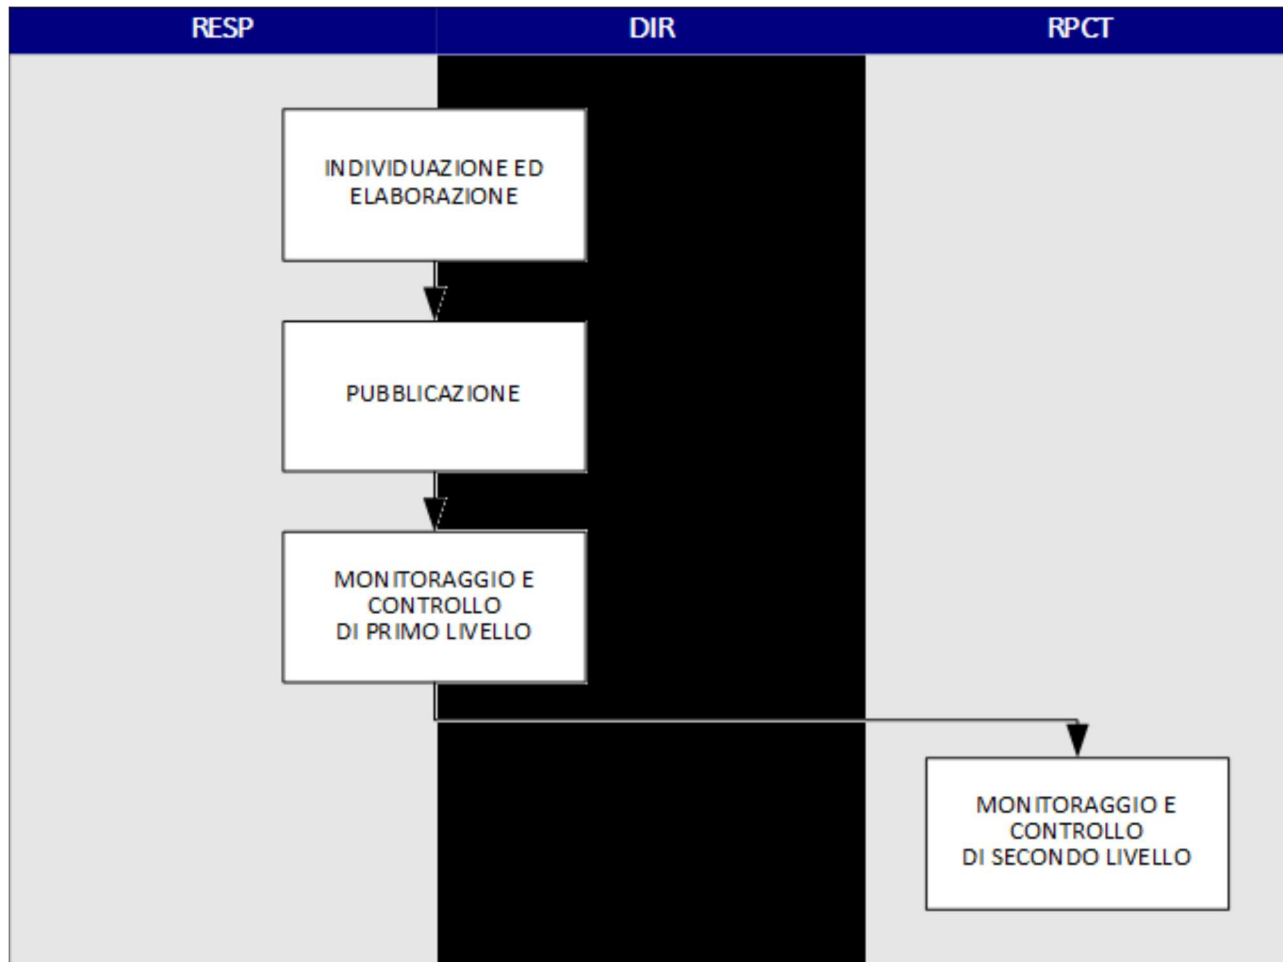 RESP
DIR
RPCT
INDIVIDUAZIONE ED
ELABORAZIONE
PUBBLICAZIONE
MONITORAGGIO E
CONTROLLO
DI PRIMO LIVELLO
MONITORAGGIO E
CONTROLLO
DI SECONDO LIVELLO